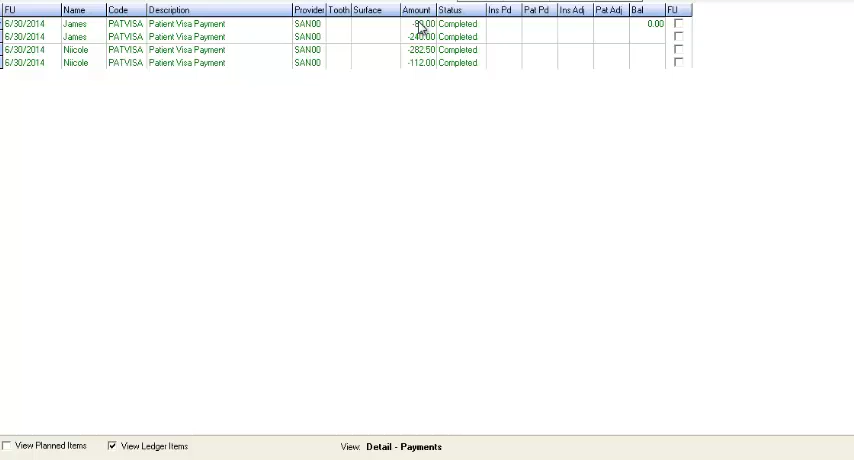 FU Name Code Description Provider Tooth Surface Amount Status Ins Pd Pat Pd Ins Adj Pat Adj Bal FU
6/30/2014 James PATVISA Patient Visa Payment SAN00 Completed 0.00
6/30/2014 James PATVISA Patient Visa Payment SAN00 -240.00 Completed
6/30/2014 Niicole PATVISA Patient Visa Payment SAN00 -282.50 Completed
6/30/2014 Niicole PATVISA Patient Visa Payment SAN00 -112.00 Completed
View Planned Items View Ledger Items View: Detail - Payments